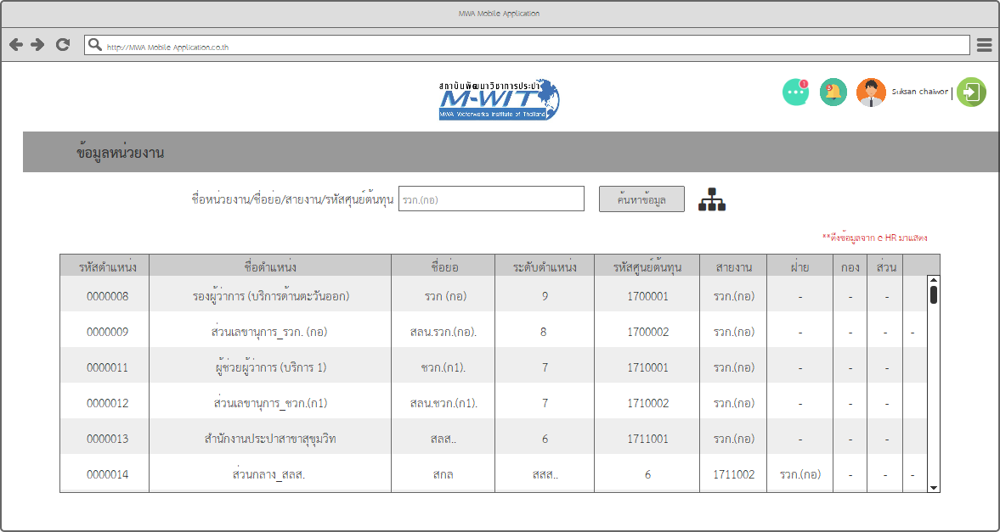 MWA Mobile Application
http://MWA Mobile Application.co.th
สถาบันพัฒนาวิชาการประปา
M-WIT
MWA Waterworks Institute of Thailand
1
3
Suksan chaiwon
ข้อมูลหน่วยงาน
ชื่อหน่วยงาน/ชื่อย่อ/สายงาน/รหัสศูนย์ต้นทุน รวก.(กอ) ค้นหาข้อมูล
**ดึงข้อมูลจาก e HR มาแสดง
รหัสตำแหน่ง ชื่อตำแหน่ง ชื่อย่อ ระดับตำแหน่ง รหัสศูนย์ต้นทุน สายงาน ฝ่าย กอง ส่วน
0000008 รองผู้ว่าการ (บริการด้านตะวันออก) รวก (กอ) 9 1700001 รวก.(กอ) - - -
0000009 ส่วนเลขานุการ_รวก. (กอ) สลน.รวก.(กอ). 8 1700002 รวก.(กอ) - - - -
0000011 ผู้ช่วยผู้ว่าการ (บริการ 1) ชวก.(ก1). 7 1710001 รวก.(กอ) - - -
0000012 ส่วนเลขานุการ_ชวก.(ก1) สลน.ชวก.(ก1). 7 1710002 รวก.(กอ) - - -
0000013 สำนักงานประปาสาขาสุขุมวิท สลส.. 6 1711001 รวก.(กอ) - - -
0000014 ส่วนกลาง_สลส. สกล สสส.. 6 1711002 รวก.(กอ) - - -